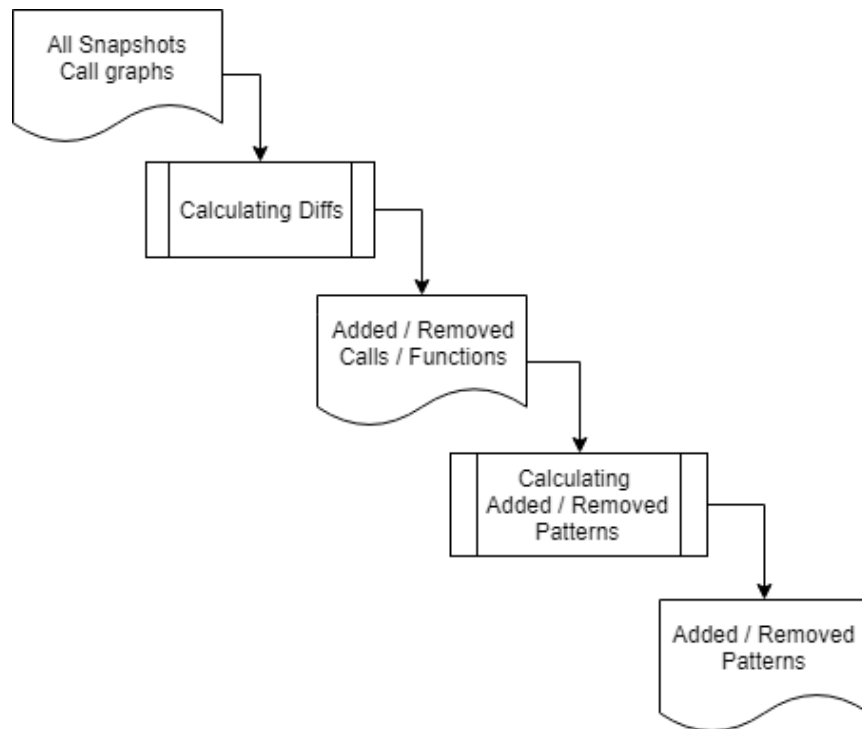 All Snapshots
Call graphs
Calculating Diffs
Added / Removed
Calls / Functions
Calculating
Added / Removed
Patterns
Added / Removed
Patterns